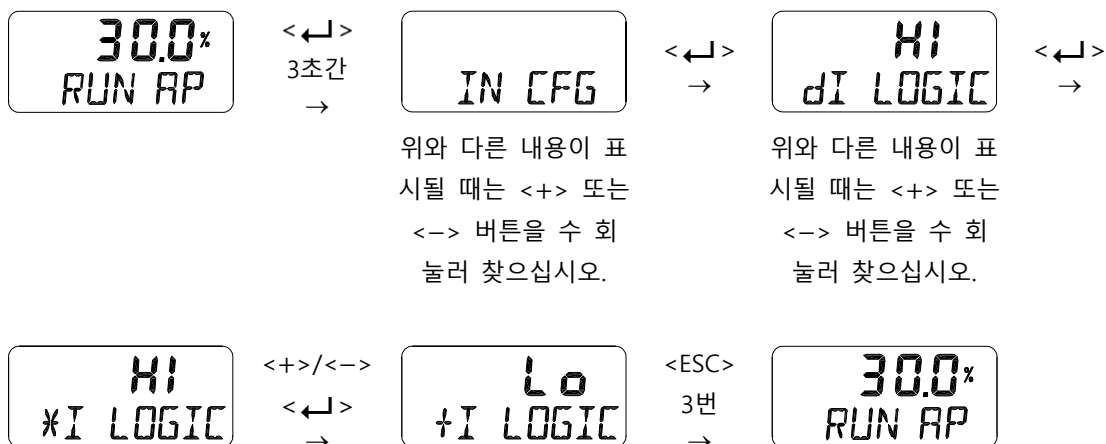 30.0%
RUN AP
<↵>
3초간
→
IN CFG
<↵>
→
HI
dI LOGIC
<↵>
→
위와 다른 내용이 표
시될 때는 <+> 또는
<−> 버튼을 수 회
눌러 찾으십시오.
위와 다른 내용이 표
시될 때는 <+> 또는
<−> 버튼을 수 회
눌러 찾으십시오.
HI
*I LOGIC
<+>/<−>
<↵>
→
Lo
+I LOGIC
<ESC>
3번
→
30.0%
RUN AP